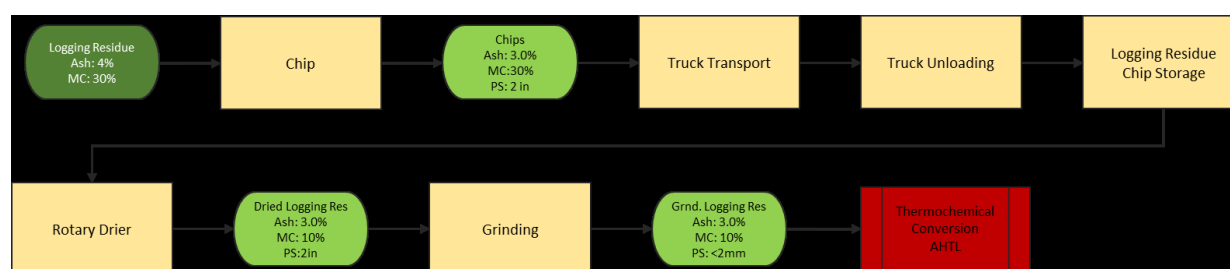 Logging Residue
Ash: 4%
MC: 30%
Chip
Chips
Ash: 3.0%
MC:30%
PS: 2 in
Truck Transport
Truck Unloading
Logging Residue
Chip Storage
Rotary Drier
Dried Logging Res
Ash: 3.0%
MC: 10%
PS:2in
Grinding
Grnd. Logging Res
Ash: 3.0%
MC: 10%
PS: <2mm
Thermochemical
Conversion
AHTL